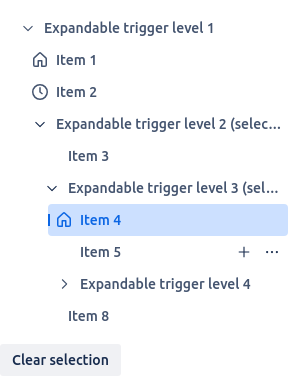 Expandable trigger level 1
Item 1
Item 2
Expandable trigger level 2 (selec...
Item 3
Expandable trigger level 3 (sel...
Item 4
Item 5
Expandable trigger level 4
Item 8
Clear selection